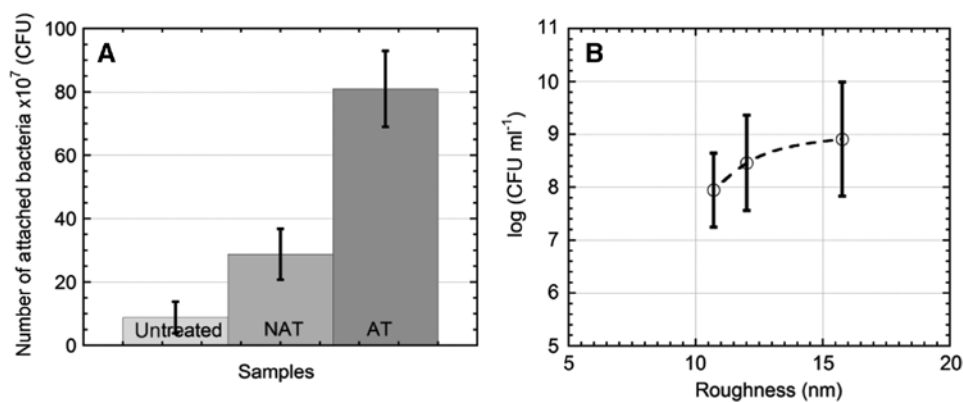 A
Number of attached bacteria x10⁷ (CFU)
100
80
60
40
20
0
Untreated NAT AT
Samples
B
log (CFU ml⁻¹)
11
10
9
8
7
6
5
5 10 15 20
Roughness (nm)